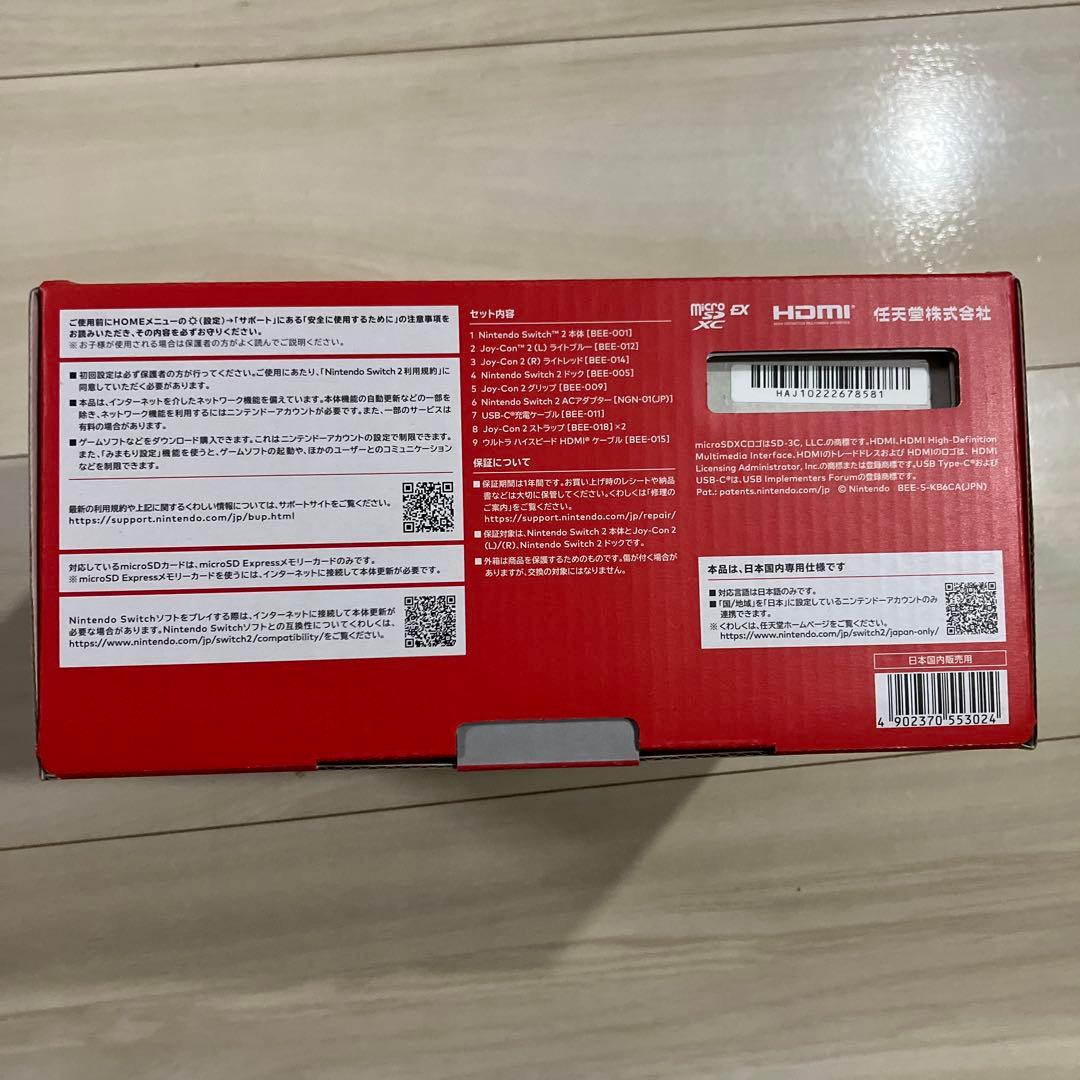 ご使用前にHOMEメニューの (設定)→「サポート」にある「安全に使用するために」の注意事項を
お読みいただき、その内容を必ずお守りください。
※お子様が使用される場合は保護者の方がよく読んでご説明ください。
■ 初回設定は必ず保護者の方が行ってください。ご使用にあたり、「Nintendo Switch 2 利用規約」に
同意していただく必要があります。
■ 本品は、インターネットを介したネットワーク機能を備えています。本体機能の自動更新などの一部を
除き、ネットワーク機能を利用するにはニンテンドーアカウントが必要です。また、一部のサービスは
有料の場合があります。
■ ゲームソフトなどをダウンロード購入できます。これはニンテンドーアカウントの設定で制限できます。
また、「みまもり設定」機能を使うと、ゲームソフトの起動や、ほかのユーザーとのコミュニケーション
などを制限できます。
最新の利用規約や上記に関するくわしい情報については、サポートサイトをご覧ください。
https://support.nintendo.com/jp/bup.html
対応しているmicroSDカードは、microSD Expressメモリーカードのみです。
※microSD Expressメモリーカードを使うには、インターネットに接続して本体更新が必要です。
Nintendo Switchソフトをプレイする際は、インターネットに接続して本体更新が
必要な場合があります。Nintendo Switchソフトとの互換性についてくわしくは、
https://www.nintendo.com/jp/switch2/compatibility/をご覧ください。
セット内容
1 Nintendo Switch™ 2 本体 [BEE-001]
2 Joy-Con™ 2 (L) ライトブルー [BEE-012]
3 Joy-Con 2 (R) ライトレッド [BEE-014]
4 Nintendo Switch 2 ドック [BEE-005]
5 Joy-Con 2 グリップ [BEE-009]
6 Nintendo Switch 2 ACアダプター [NGN-01(JP)]
7 USB-C®充電ケーブル [BEE-011]
8 Joy-Con 2 ストラップ [BEE-018]×2
9 ウルトラ ハイスピード HDMI® ケーブル [BEE-015]
保証について
■ 保証期間は1年間です。お買い上げ時のレシートや納品
書などは大切に保管してください。くわしくは「修理の
ご案内」をご覧ください。
https://support.nintendo.com/jp/repair/
■ 保証対象は、Nintendo Switch 2 本体とJoy-Con 2
(L)/(R)、Nintendo Switch 2 ドックです。
■ 外箱は商品を保護するためのものです。傷が付く場合が
ありますが、交換の対象にはなりません。
micro SD XC EX HDMI® 任天堂株式会社
HIGH-DEFINITION MULTIMEDIA INTERFACE
HAJ10222678581
microSDXCロゴはSD-3C, LLC.の商標です。HDMI、HDMI High-Definition
Multimedia Interface、HDMIのトレードドレスおよび HDMIのロゴは、HDMI
Licensing Administrator, Inc.の商標または登録商標です。USB Type-C®および
USB-C®は、USB Implementers Forumの登録商標です。
Pat.: patents.nintendo.com/jp © Nintendo BEE-S-KB6CA(JPN)
本品は、日本国内専用仕様です
■ 対応言語は日本語のみです。
■ 「国/地域」を「日本」に設定しているニンテンドーアカウントのみ
連携できます。
※ くわしくは、任天堂ホームページをご覧ください。
https://www.nintendo.com/jp/switch2/japan-only/
日本国内販売用
4 902370 553024